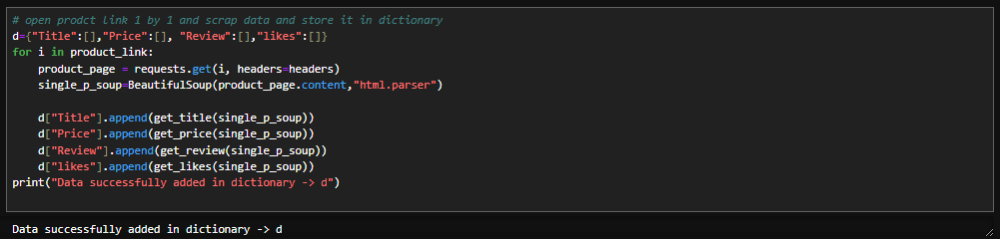 # open prodct link 1 by 1 and scrap data and store it in dictionary
d={"Title":[],"Price":[], "Review":[],"likes":[]}
for i in product_link:
    product_page = requests.get(i, headers=headers)
    single_p_soup=BeautifulSoup(product_page.content,"html.parser")
    d["Title"].append(get_title(single_p_soup))
    d["Price"].append(get_price(single_p_soup))
    d["Review"].append(get_review(single_p_soup))
    d["likes"].append(get_likes(single_p_soup))
print("Data successfully added in dictionary -> d")
Data successfully added in dictionary -> d